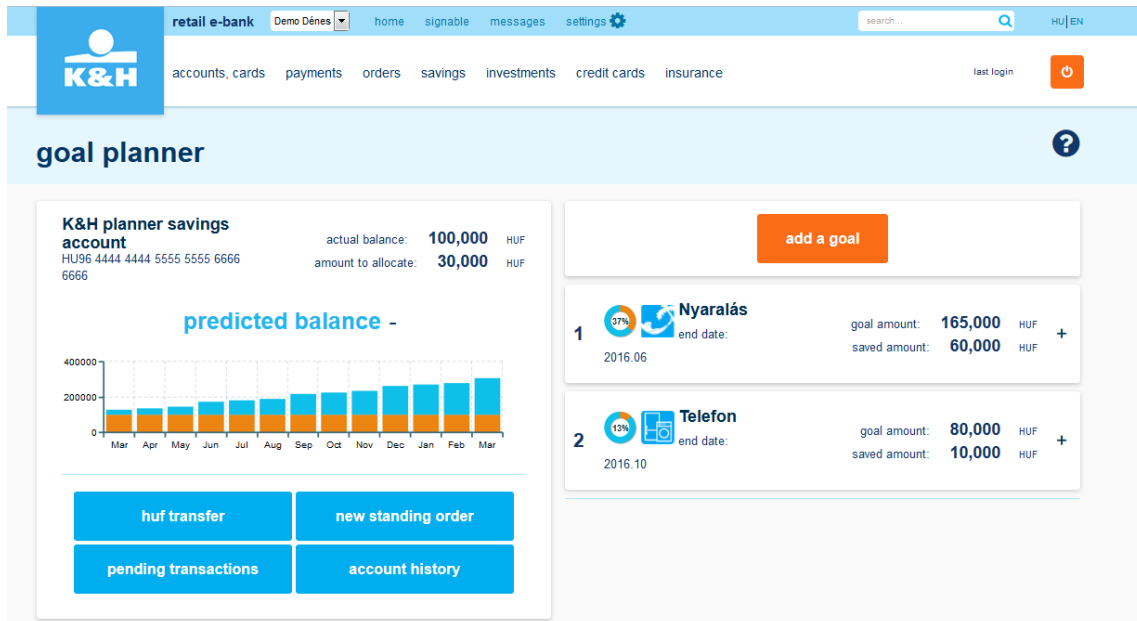 retail e-bank Demo Dénes home signable messages settings search... HU EN
K&H
accounts, cards payments orders savings investments credit cards insurance last login
goal planner ?
K&H planner savings
account
HU96 4444 4444 5555 5555 6666
6666
actual balance: 100,000 HUF
amount to allocate: 30,000 HUF
predicted balance -
400000
200000
0
Mar Apr May Jun Jul Aug Sep Oct Nov Dec Jan Feb Mar
huf transfer new standing order
pending transactions account history
add a goal
1 37% Nyaralás
end date:
2016.06
goal amount: 165,000 HUF
saved amount: 60,000 HUF
+
2 13% Telefon
end date:
2016.10
goal amount: 80,000 HUF
saved amount: 10,000 HUF
+